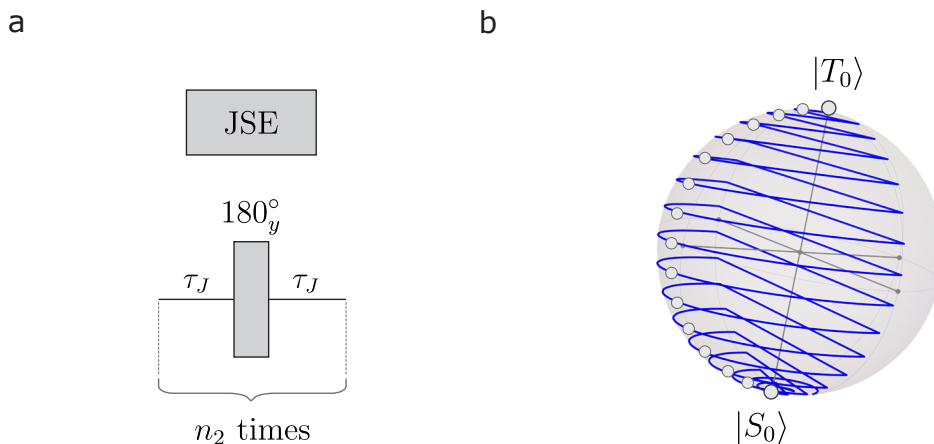 a
JSE
180°_y
τ_J τ_J
n_2 times
b
|T_0⟩
|S_0⟩